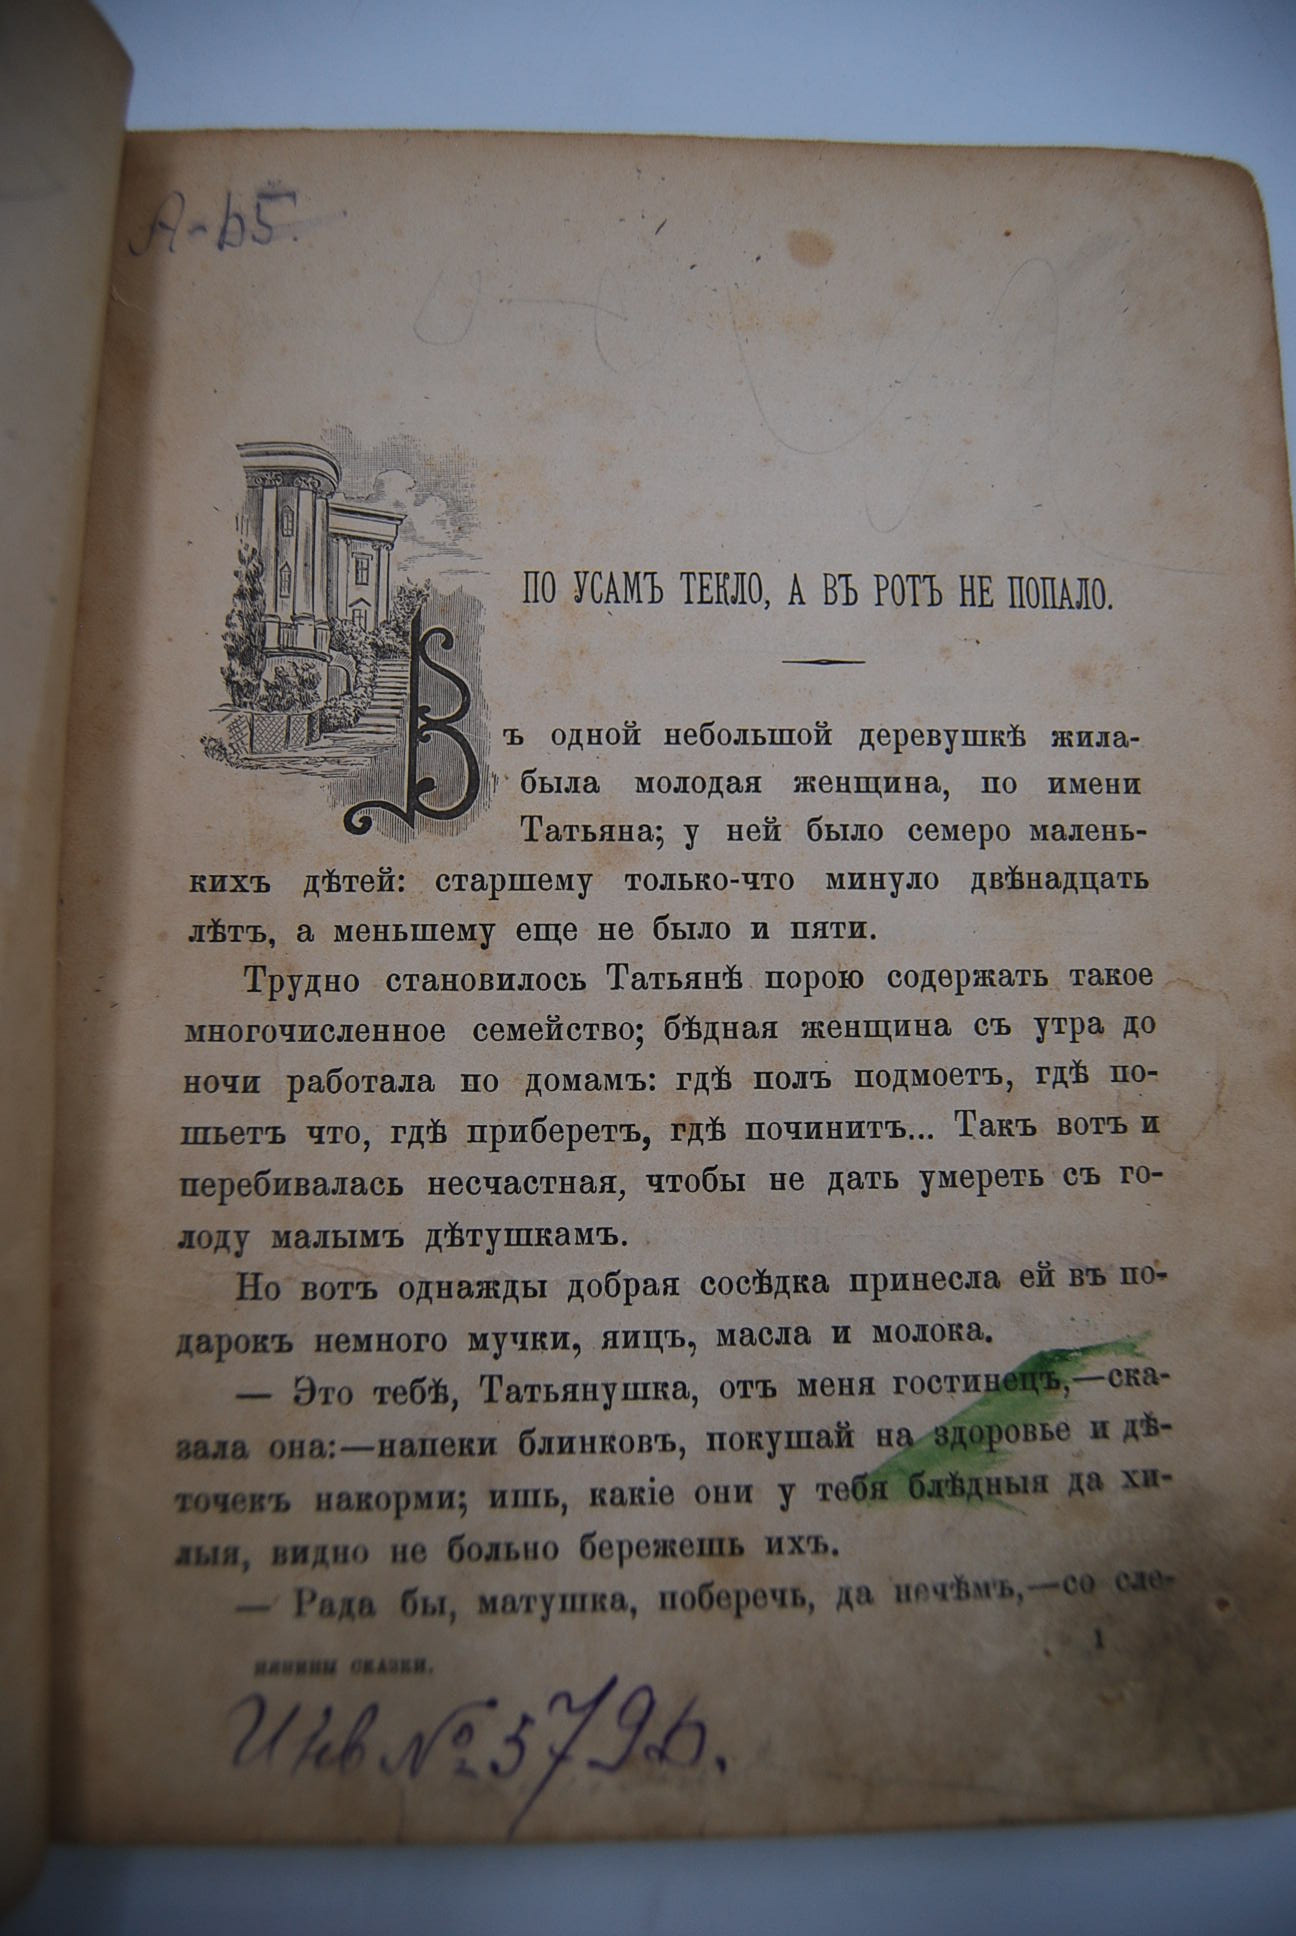 А-Б5.
ПО УСАМЪ ТЕКЛО, А ВЪ РОТЪ НЕ ПОПАЛО.
Въ одной небольшой деревушкѣ жила-
была молодая женщина, по имени
Татьяна; у ней было семеро малень-
кихъ дѣтей: старшему только-что минуло двѣнадцать
лѣтъ, а меньшему еще не было и пяти.
Трудно становилось Татьянѣ порою содержать такое
многочисленное семейство; бѣдная женщина съ утра до
ночи работала по домамъ: гдѣ полъ подмоетъ, гдѣ по-
шьетъ что, гдѣ приберетъ, гдѣ починитъ... Такъ вотъ и
перебивалась несчастная, чтобы не дать умереть съ го-
лоду малымъ дѣтушкамъ.
Но вотъ однажды добрая сосѣдка принесла ей въ по-
дарокъ немного мучки, яицъ, масла и молока.
— Это тебѣ, Татьянушка, отъ меня гостинецъ,—ска-
зала она:—напеки блинковъ, покушай на здоровье и дѣ-
точекъ накорми; ишь, какіе они у тебя блѣдныя да хи-
лыя, видно не больно бережешь ихъ.
— Рада бы, матушка, поберечь, да нечѣмъ,—со сле-
НЯНИНЫ СКАЗКИ.
1
Инв № 579Б.